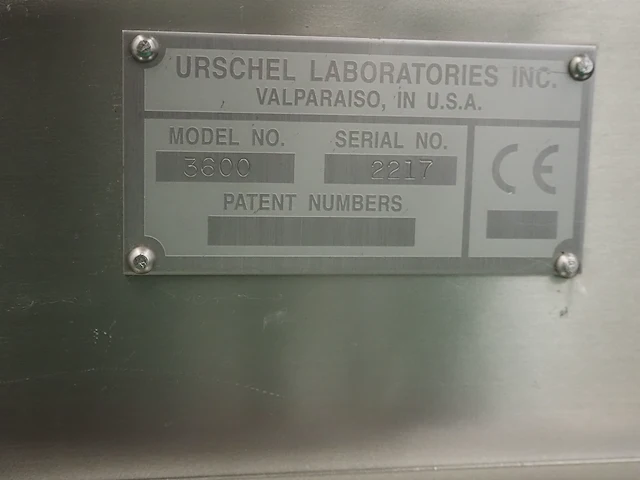 URSCHEL LABORATORIES INC.
VALPARAISO, IN U.S.A.
MODEL NO. SERIAL NO.
3600 2217
PATENT NUMBERS
CE